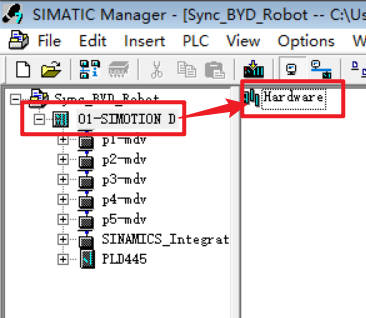 SIMATIC Manager - [Sync_BYD_Robot -- C:\Us
File Edit Insert PLC View Options W
Sync_BYD_Robot
01-SIMOTION D
Hardware
p1-mdv
p2-mdv
p3-mdv
p4-mdv
p5-mdv
SINAMICS_Integrat
PLD445